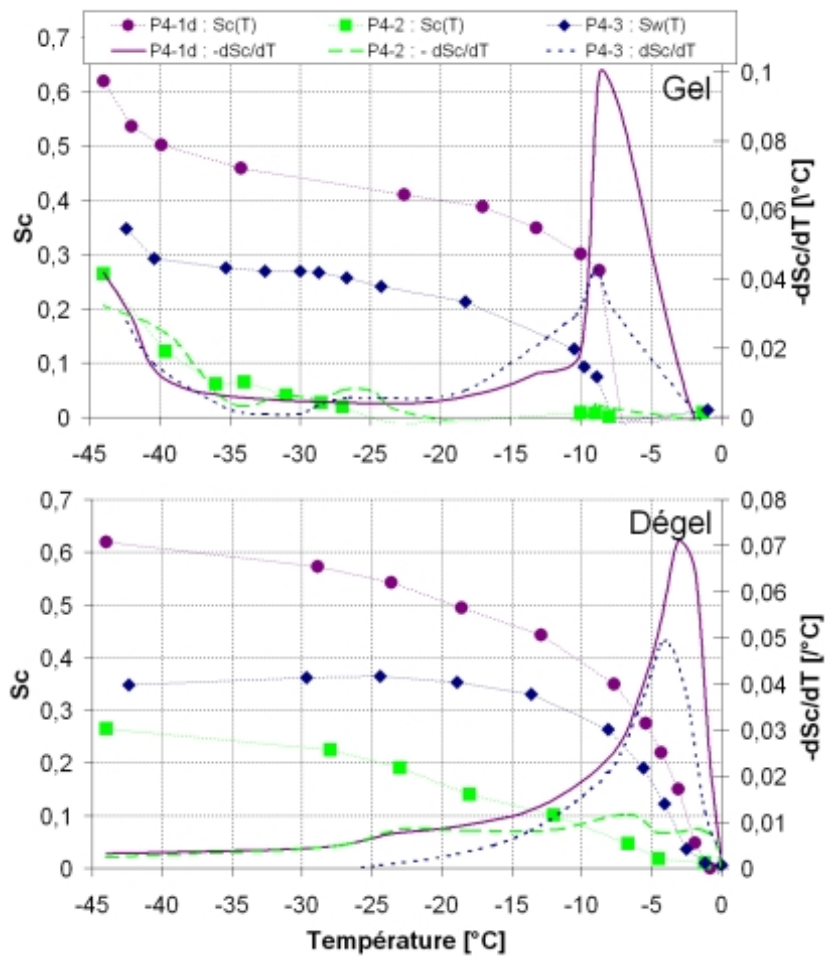 P4-1d : Sc(T) P4-2 : Sc(T) P4-3 : Sw(T)
P4-1d : -dSc/dT P4-2 : - dSc/dT P4-3 : dSc/dT
Gel
0,7
0,6
0,5
0,4
0,3
0,2
0,1
0
Sc
0,1
0,08
0,06
0,04
0,02
0
-dSc/dT [\°C]
-45 -40 -35 -30 -25 -20 -15 -10 -5 0
Dégel
0,7
0,6
0,5
0,4
0,3
0,2
0,1
0
Sc
0,08
0,07
0,06
0,05
0,04
0,03
0,02
0,01
0
-dSc/dT [/°C]
-45 -40 -35 -30 -25 -20 -15 -10 -5 0
Température [°C]